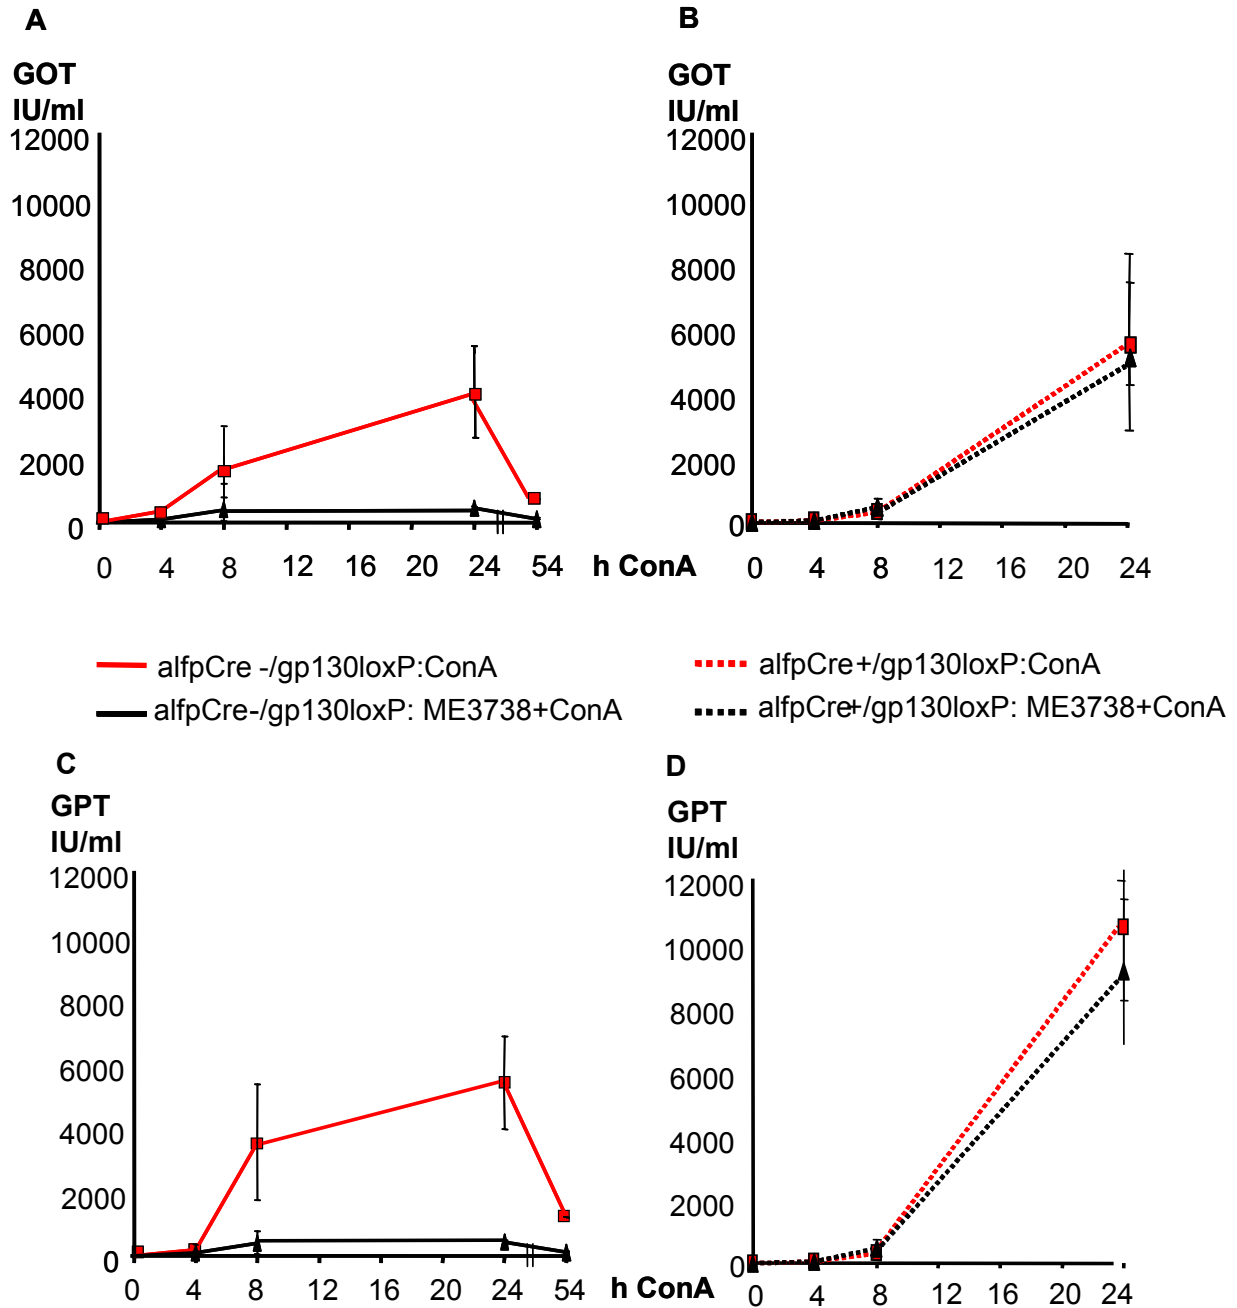 A
GOT
IU/ml
12000
10000
8000
6000
4000
2000
0
0 4 8 12 16 20 24 54 h ConA
B
GOT
IU/ml
12000
10000
8000
6000
4000
2000
0
0 4 8 12 16 20 24
alfpCre -/gp130loxP:ConA
alfpCre-/gp130loxP: ME3738+ConA
alfpCre+/gp130loxP:ConA
alfpCre+/gp130loxP: ME3738+ConA
C
GPT
IU/ml
12000
10000
8000
6000
4000
2000
0
0 4 8 12 16 20 24 54 h ConA
D
GPT
IU/ml
12000
10000
8000
6000
4000
2000
0
0 4 8 12 16 20 24